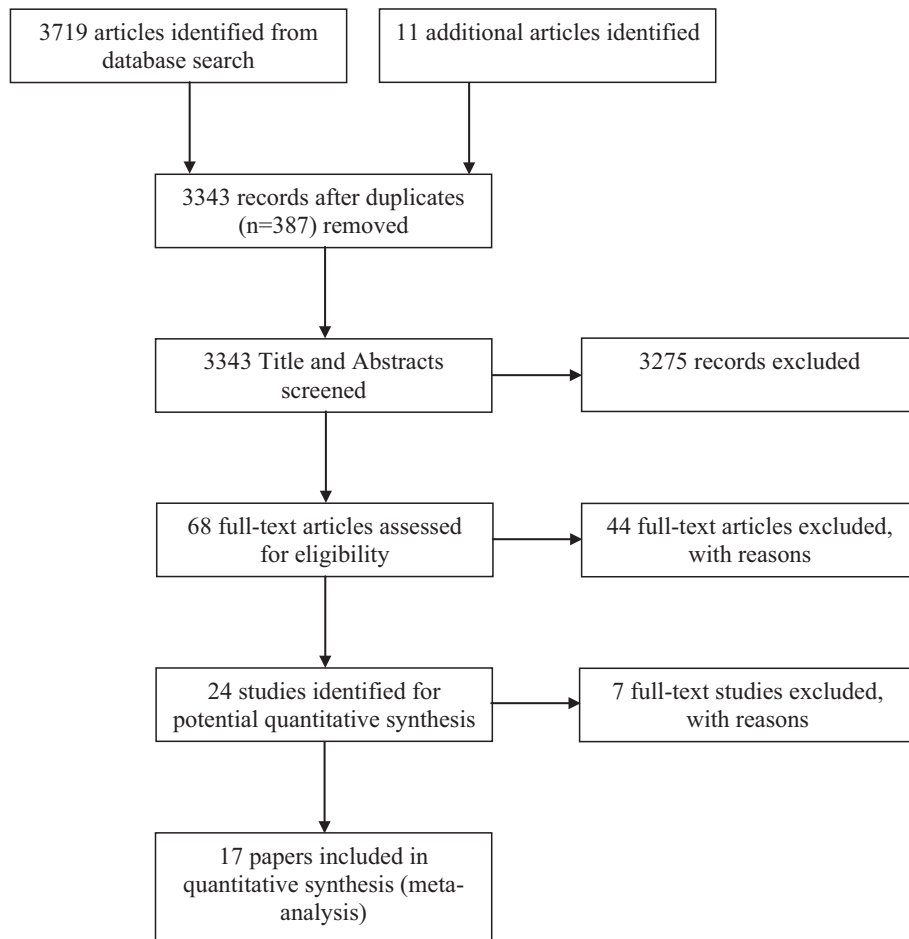 3719 articles identified from
database search
11 additional articles identified
3343 records after duplicates
(n=387) removed
3343 Title and Abstracts
screened
3275 records excluded
68 full-text articles assessed
for eligibility
44 full-text articles excluded,
with reasons
24 studies identified for
potential quantitative synthesis
7 full-text studies excluded,
with reasons
17 papers included in
quantitative synthesis (meta-
analysis)